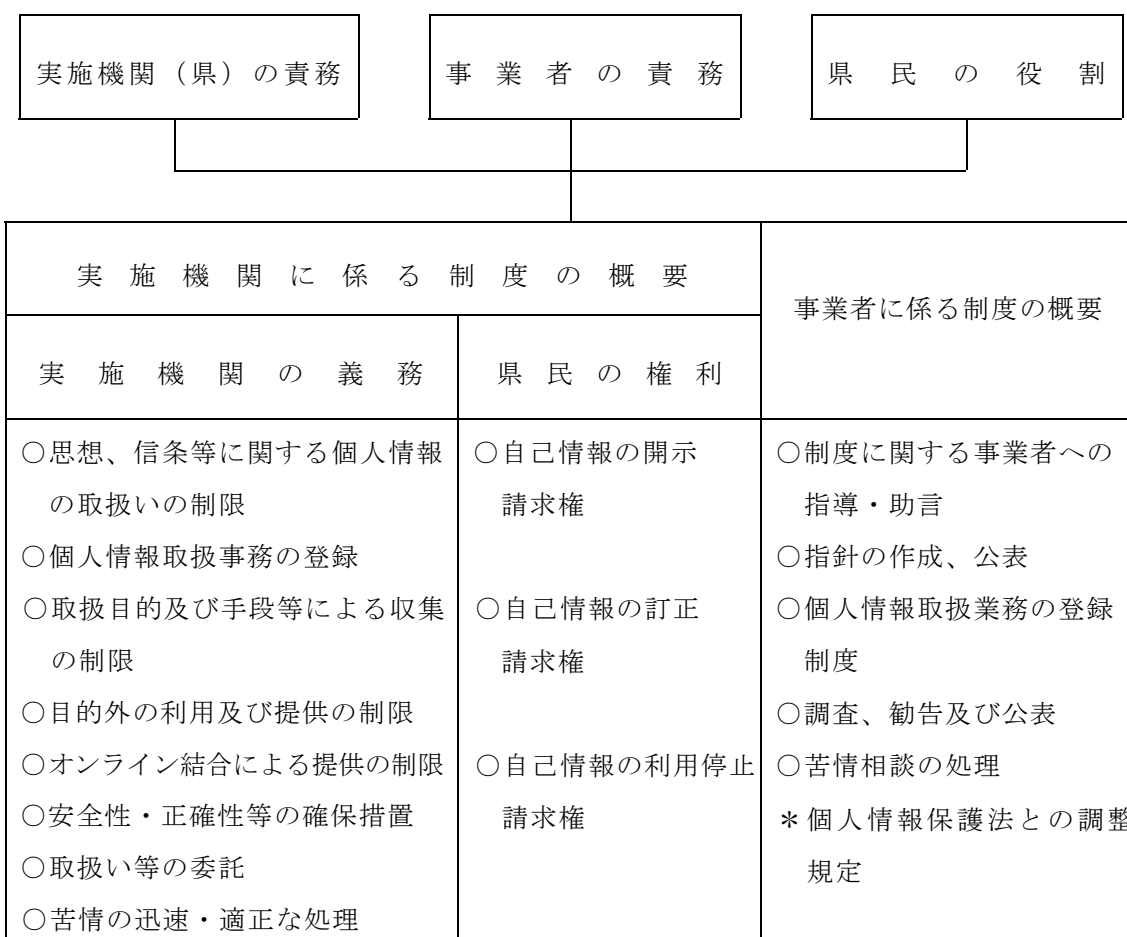 実施機関（県）の責務
事業者の責務
県民の役割
実施機関に係る制度の概要
事業者に係る制度の概要
実施機関の義務
県民の権利
○思想、信条等に関する個人情報
の取扱いの制限
○個人情報取扱事務の登録
○取扱目的及び手段等による収集
の制限
○目的外の利用及び提供の制限
○オンライン結合による提供の制限
○安全性・正確性等の確保措置
○取扱い等の委託
○苦情の迅速・適正な処理
○自己情報の開示
請求権
○自己情報の訂正
請求権
○自己情報の利用停止
請求権
○制度に関する事業者への
指導・助言
○指針の作成、公表
○個人情報取扱業務の登録
制度
○調査、勧告及び公表
○苦情相談の処理
＊個人情報保護法との調整
規定